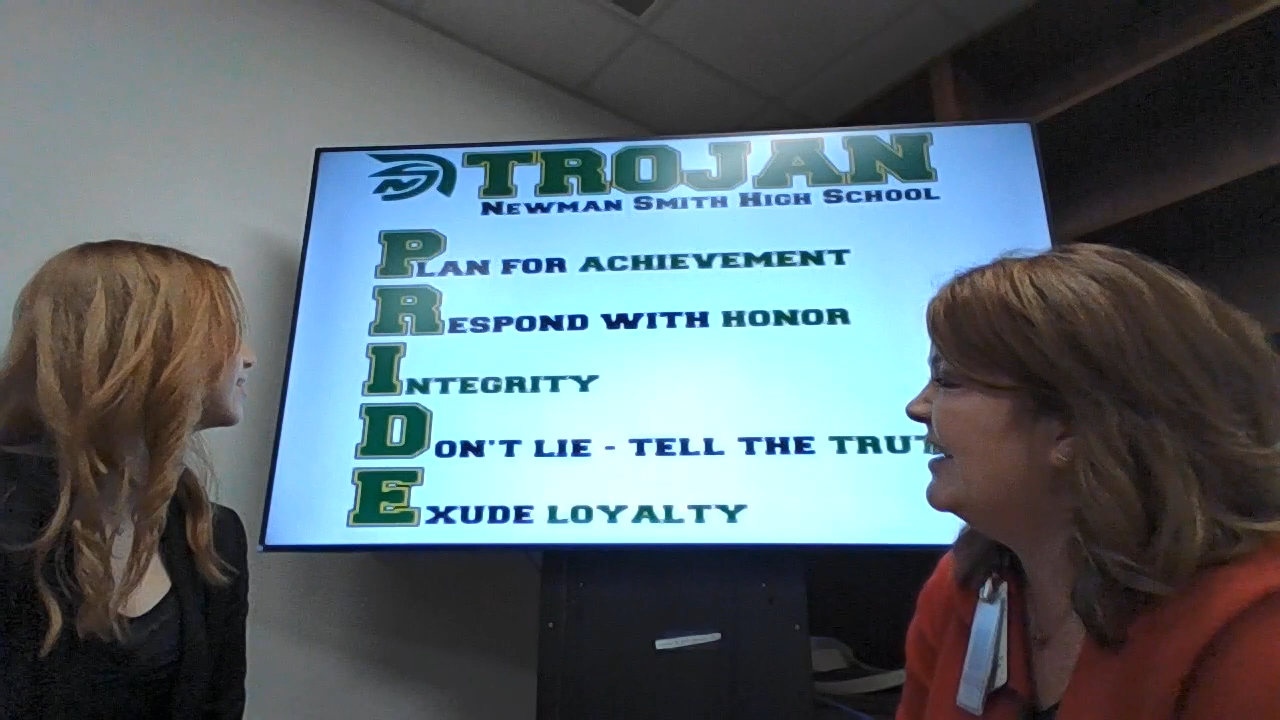 TROJAN
NEWMAN SMITH HIGH SCHOOL
PLAN FOR ACHIEVEMENT
RESPOND WITH HONOR
INTEGRITY
DON'T LIE - TELL THE TRUT
EXUDE LOYALTY